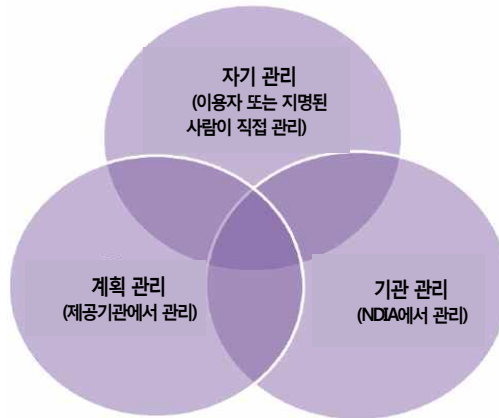 자기 관리
(이용자 또는 지명된
사람이 직접 관리)
계획 관리
(제공기관에서 관리)
기관 관리
(NDIA에서 관리)